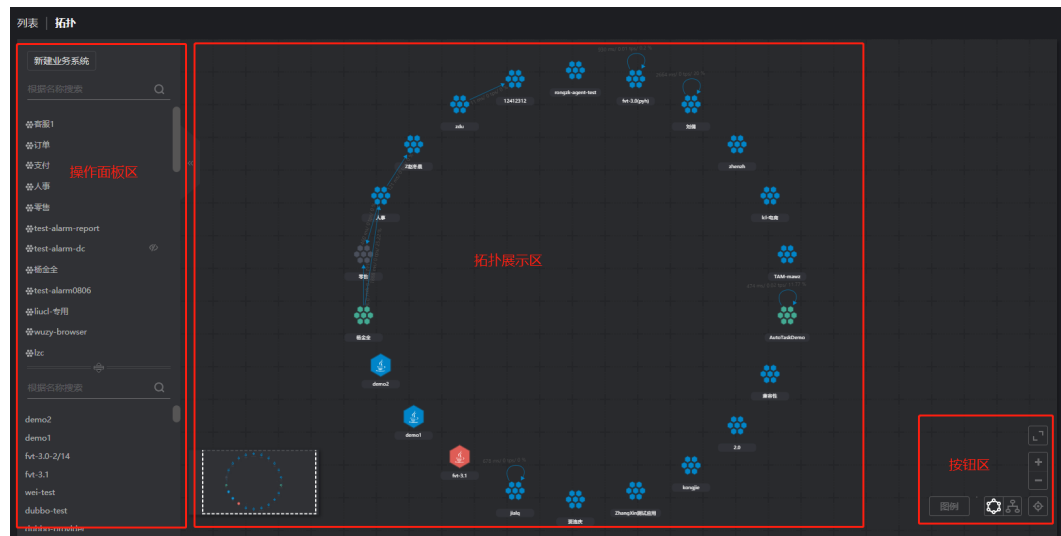 列表 | 拓扑
新建业务系统
根据名称搜索
客服1
订单
支付
人事
零售
test-alarm-report
test-alarm-dc
杨金全
test-alarm0806
liucl-专用
wuzy-browser
lzc
操作面板区
根据名称搜索
demo2
demo1
fvt-3.0-2/14
fvt-3.1
wei-test
dubbo-test
dubbo-provider
拓扑展示区
12412312
fvt-3.0(pyh)
zdu
zhenxh
人事
TAM-maws
零售
杨金全
AutoTaskDemo
demo2
demo1
2.0
fvt-3.1
kongjie
jialq
ZhangXin测试应用
按钮区
图例